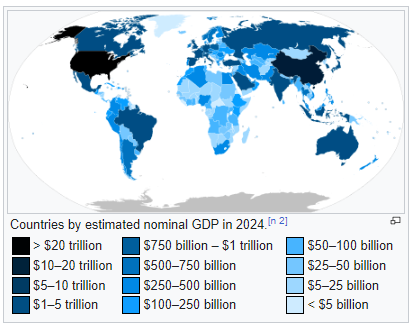 Countries by estimated nominal GDP in 2024.[n 2]
> $20 trillion
$10–20 trillion
$5–10 trillion
$1–5 trillion
$750 billion – $1 trillion
$500–750 billion
$250–500 billion
$100–250 billion
$50–100 billion
$25–50 billion
$5–25 billion
< $5 billion